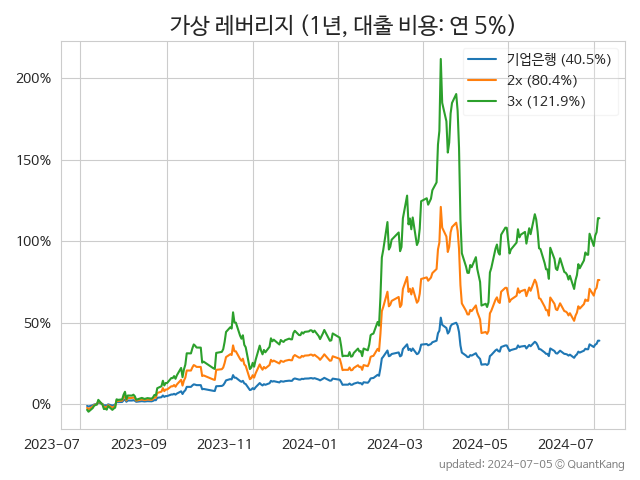 가상 레버리지 (1년, 대출 비용: 연 5%)
기업은행 (40.5%)
2x (80.4%)
3x (121.9%)
200%
150%
100%
50%
0%
2023-07 2023-09 2023-11 2024-01 2024-03 2024-05 2024-07
updated: 2024-07-05 © QuantKang